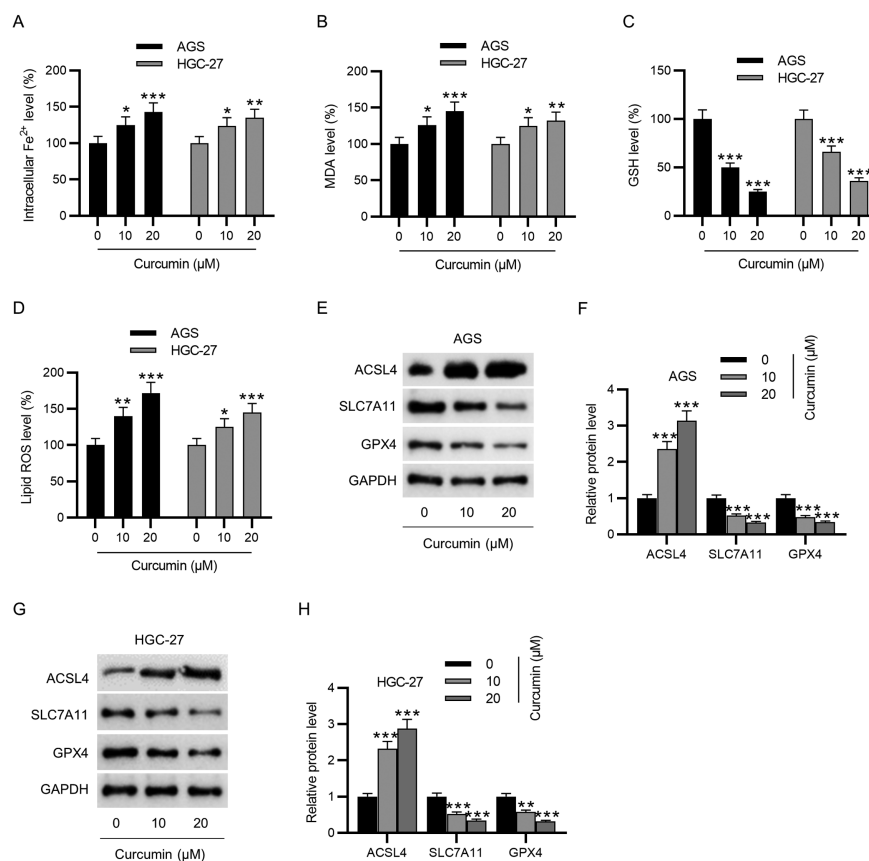 A
AGS
HGC-27
Intracellular Fe2+ level (%)
200
150
100
50
0
* *** * **
0 10 20 0 10 20
Curcumin (μM)
B
AGS
HGC-27
MDA level (%)
200
150
100
50
0
* *** * **
0 10 20 0 10 20
Curcumin (μM)
C
AGS
HGC-27
GSH level (%)
150
100
50
0
*** *** *** ***
0 10 20 0 10 20
Curcumin (μM)
D
AGS
HGC-27
Lipid ROS level (%)
200
150
100
50
0
** *** * ***
0 10 20 0 10 20
Curcumin (μM)
E
AGS
ACSL4
SLC7A11
GPX4
GAPDH
0 10 20
Curcumin (μM)
F
AGS
0
10
20
Curcumin (μM)
Relative protein level
4
3
2
1
0
*** *** *** *** *** ***
ACSL4 SLC7A11 GPX4
G
HGC-27
ACSL4
SLC7A11
GPX4
GAPDH
0 10 20
Curcumin (μM)
H
HGC-27
0
10
20
Curcumin (μM)
Relative protein level
4
3
2
1
0
*** *** *** *** ** ***
ACSL4 SLC7A11 GPX4